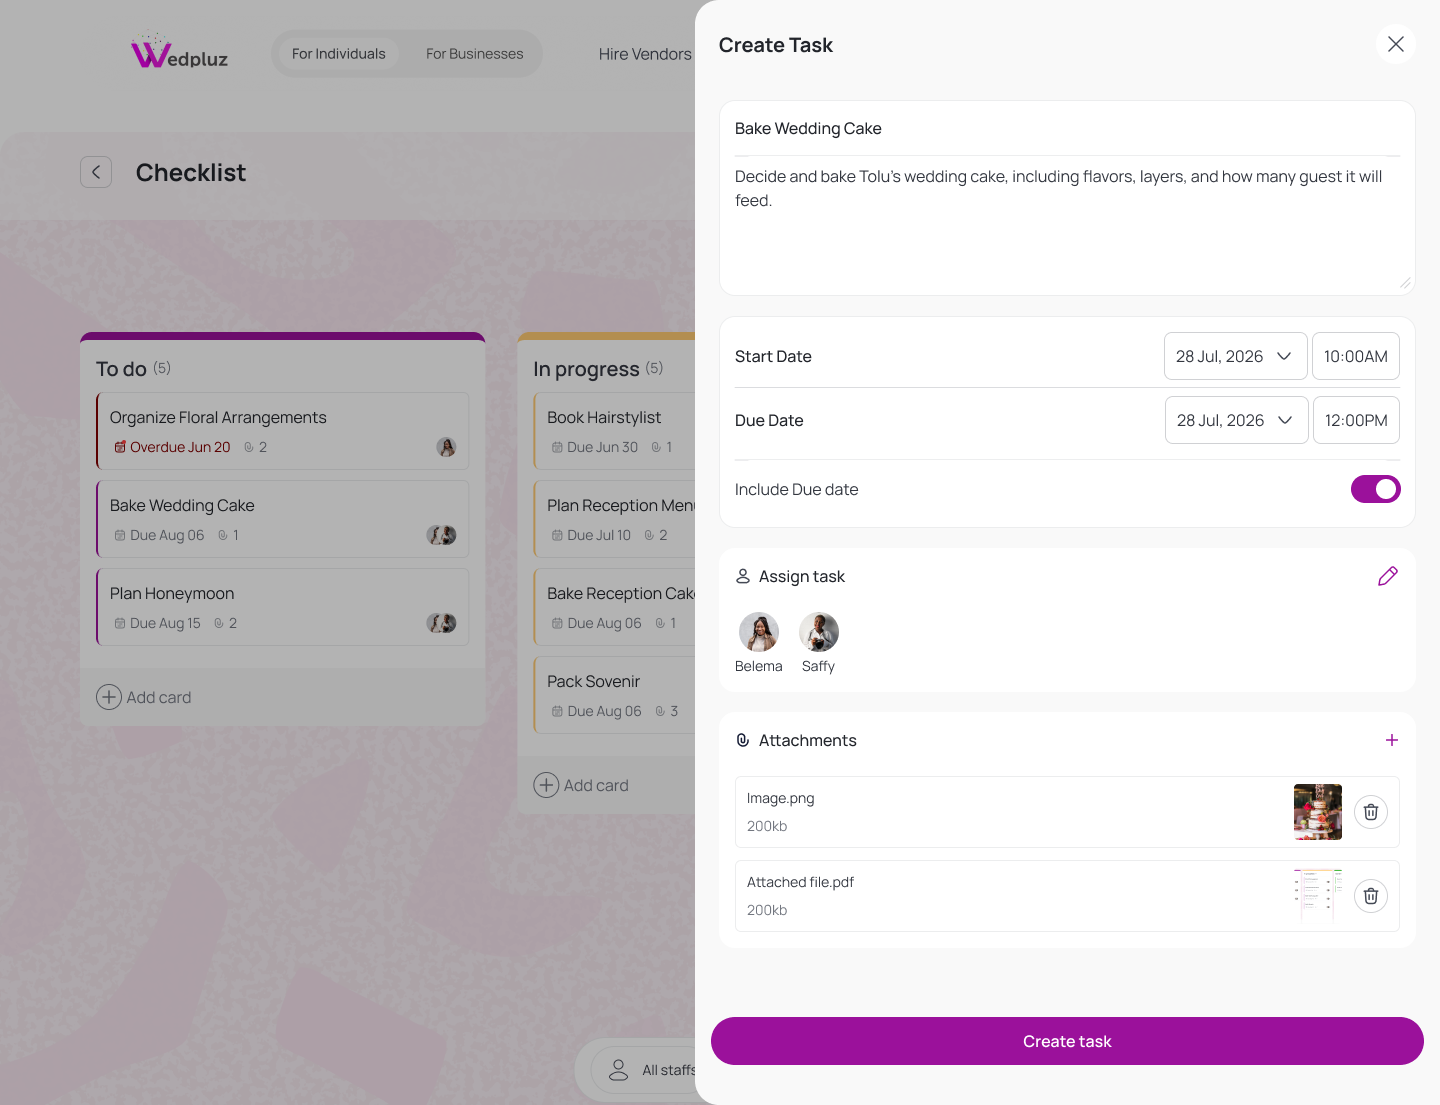 Wedpluz
For Individuals
For Businesses
Hire Vendors
Checklist
To do (5)
Organize Floral Arrangements
Overdue Jun 20 2
Bake Wedding Cake
Due Aug 06 1
Plan Honeymoon
Due Aug 15 2
Add card
In progress (5)
Book Hairstylist
Due Jun 30 1
Plan Reception
Due Jul 10 2
Bake Reception
Due Aug 06 1
Pack Sovenir
Due Aug 06 3
Add card
All staffs
Create Task
Bake Wedding Cake
Decide and bake Tolu's wedding cake, including flavors, layers, and how many guest it will
feed.
Start Date 28 Jul, 2026 10:00AM
Due Date 28 Jul, 2026 12:00PM
Include Due date
Assign task
Belema Saffy
Attachments
Image.png
200kb
Attached file.pdf
200kb
Create task